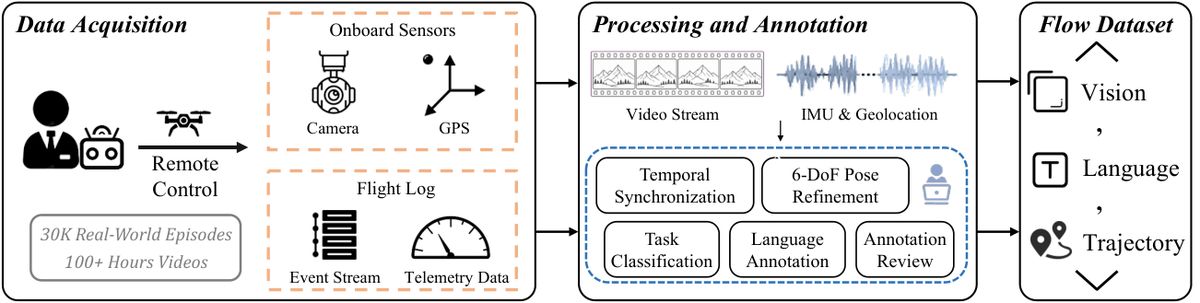 Data Acquisition
Remote
Control
30K Real-World Episodes
100+ Hours Videos
Onboard Sensors
Camera
GPS
Flight Log
Event Stream
Telemetry Data
Processing and Annotation
Video Stream
IMU & Geolocation
Temporal
Synchronization
6-DoF Pose
Refinement
Task
Classification
Language
Annotation
Annotation
Review
Flow Dataset
Vision
,
T
Language
,
Trajectory